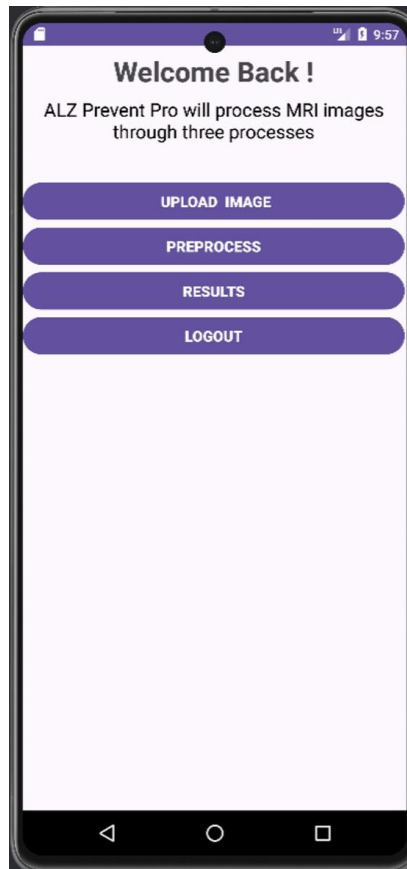 9:57
Welcome Back !
ALZ Prevent Pro will process MRI images
through three processes
UPLOAD IMAGE
PREPROCESS
RESULTS
LOGOUT